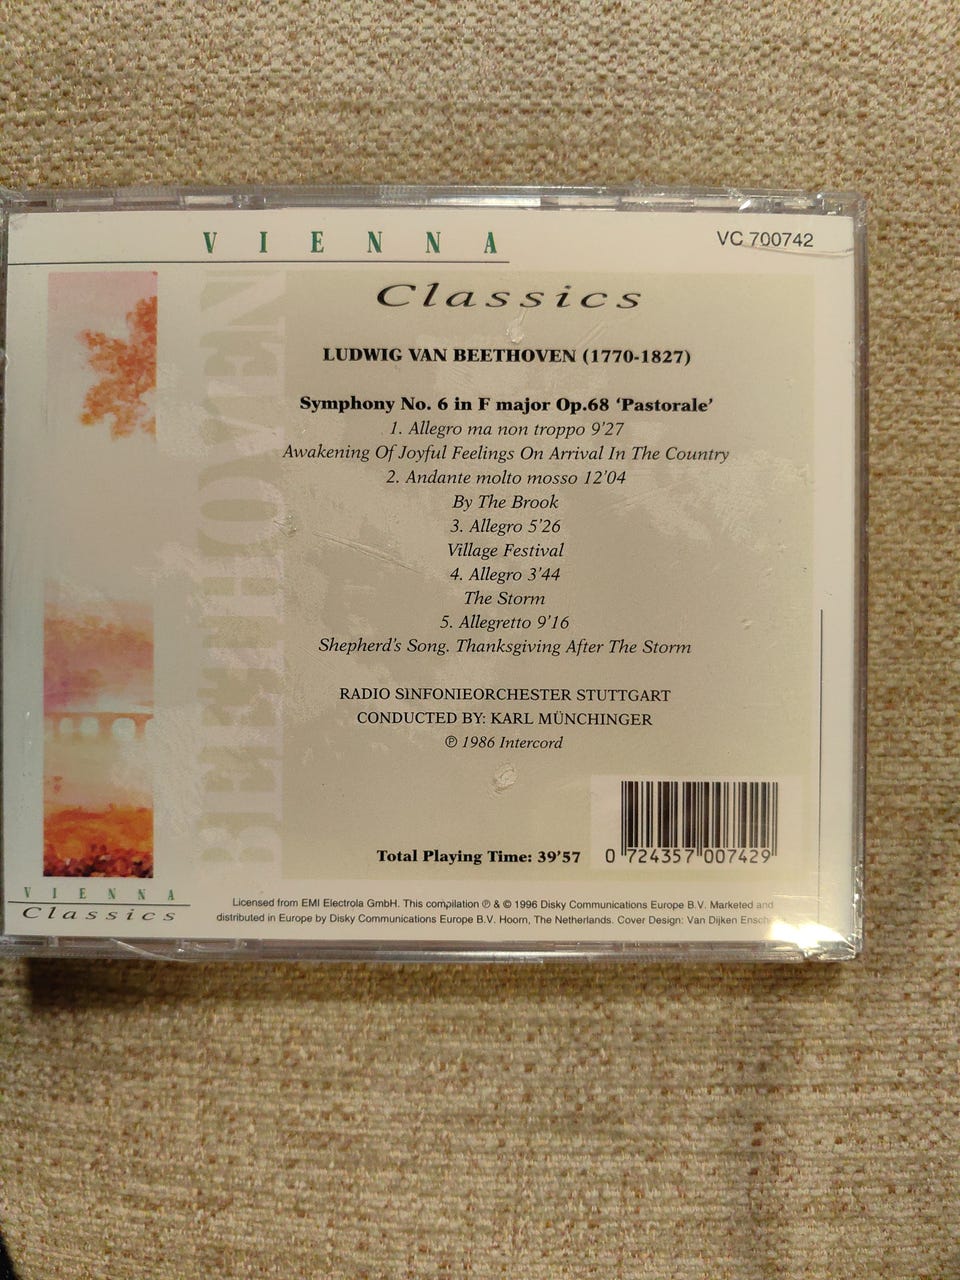 VIENNA
VC 700742
Classics
BEETHOVEN
LUDWIG VAN BEETHOVEN (1770-1827)
Symphony No. 6 in F major Op.68 ‘Pastorale’
1. Allegro ma non troppo 9’27
Awakening Of Joyful Feelings On Arrival In The Country
2. Andante molto mosso 12’04
By The Brook
3. Allegro 5’26
Village Festival
4. Allegro 3’44
The Storm
5. Allegretto 9’16
Shepherd’s Song. Thanksgiving After The Storm
RADIO SINFONIEORCHESTER STUTTGART
CONDUCTED BY: KARL MÜNCHINGER
℗ 1986 Intercord
Total Playing Time: 39’57
0 724357 007429
VIENNA
Classics
Licensed from EMI Electrola GmbH. This compilation ℗ & © 1996 Disky Communications Europe B.V. Marketed and
distributed in Europe by Disky Communications Europe B.V. Hoorn, The Netherlands. Cover Design: Van Dijken